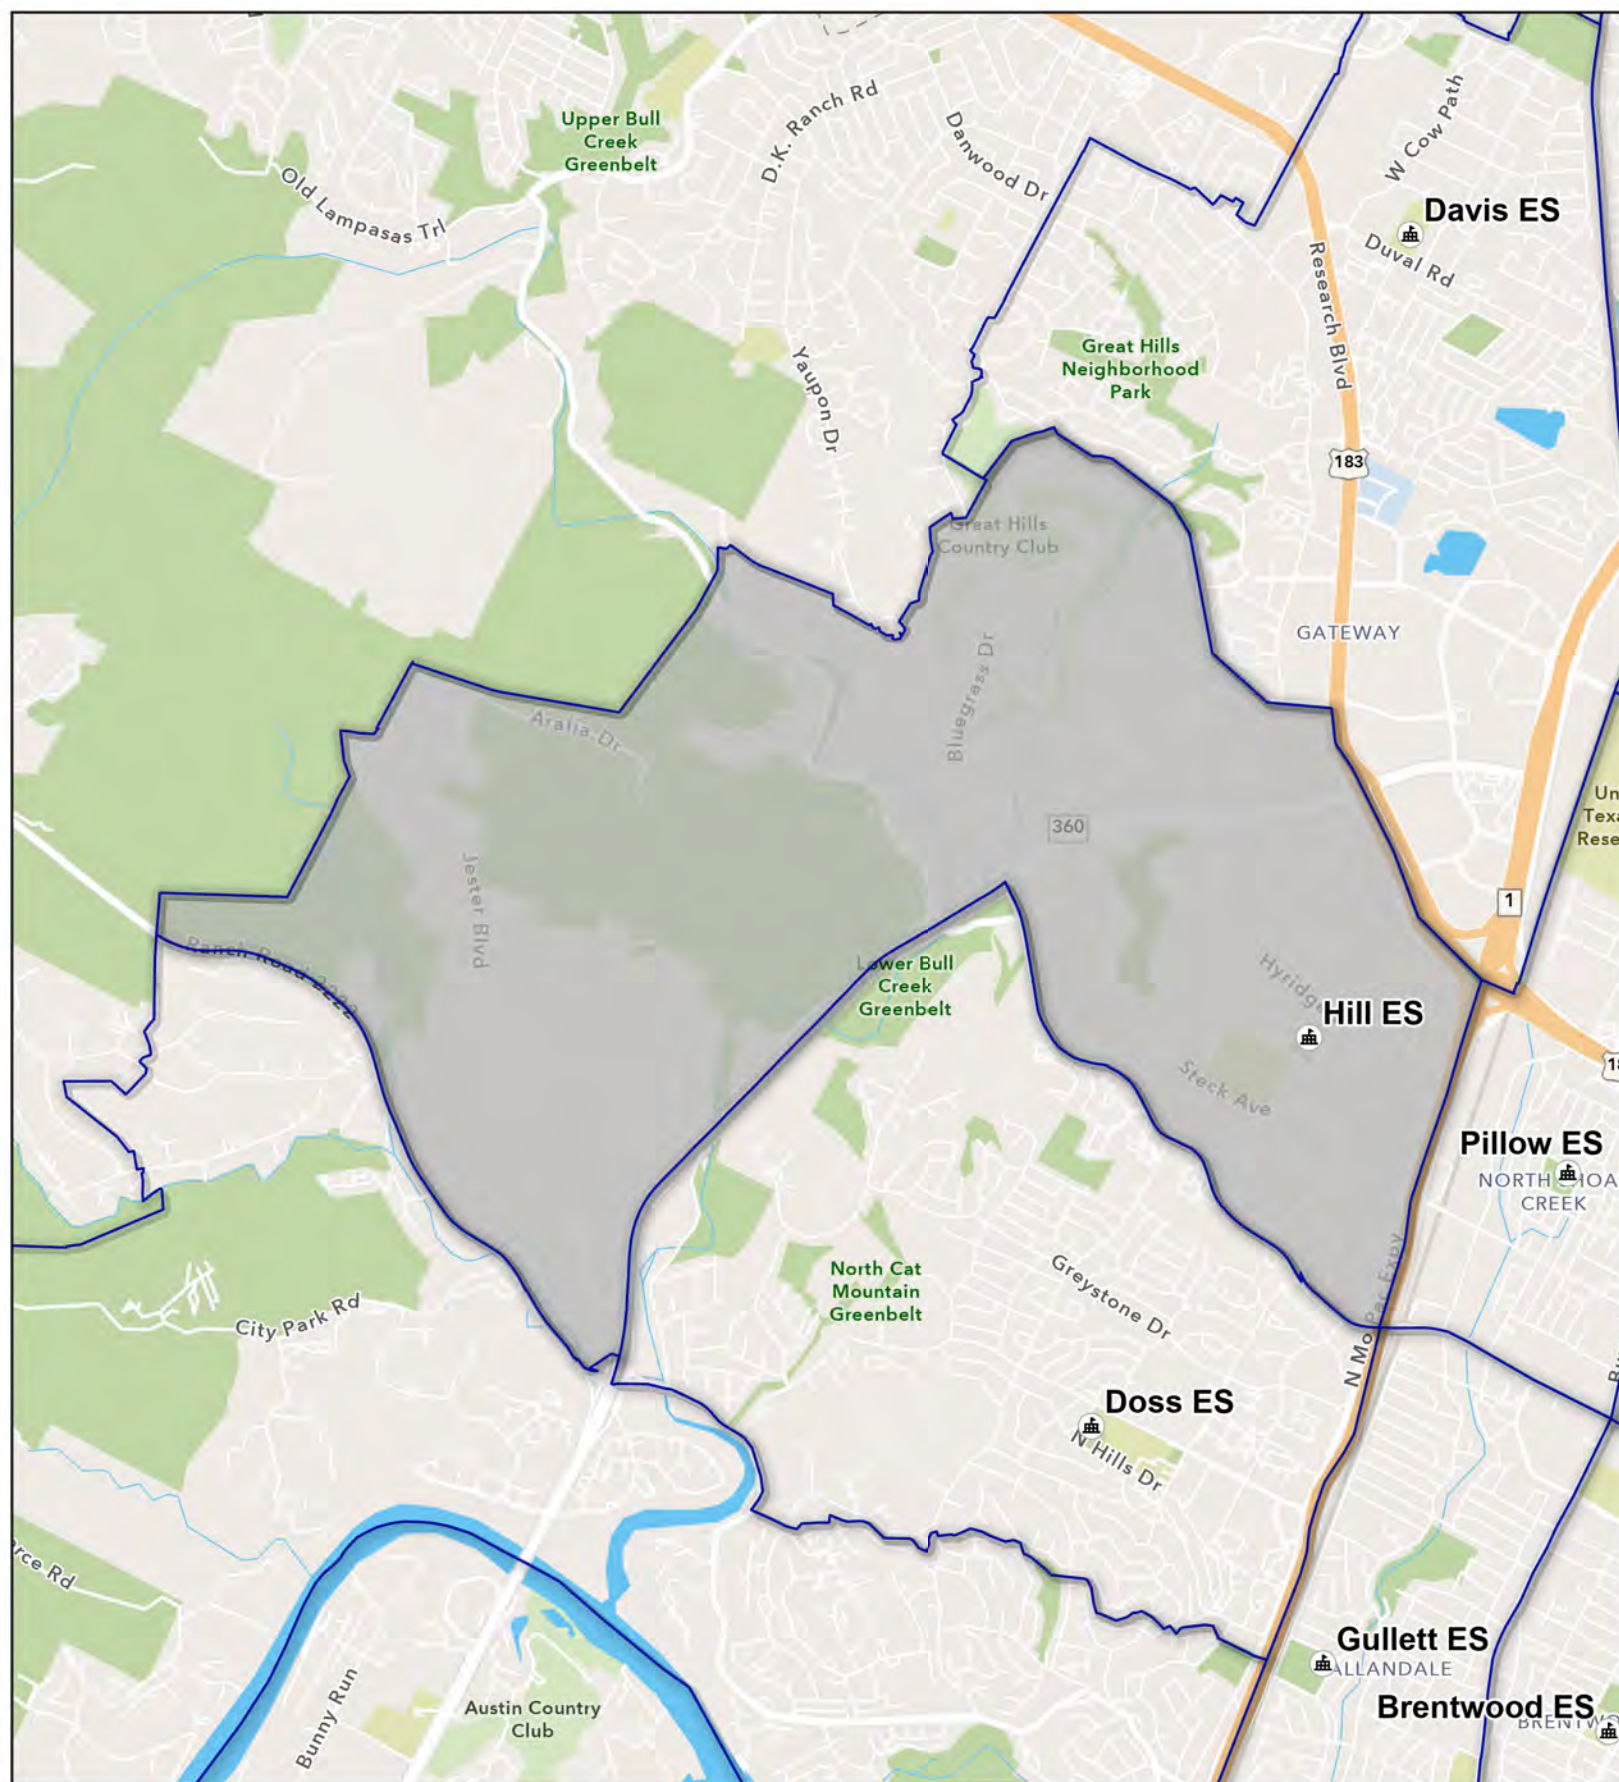 Upper Bull
Creek
Greenbelt
D.K. Ranch Rd
Danwood Dr
W Cow Path
Old Lampasas Trl
Davis ES
Duval Rd
Research Blvd
Great Hills
Neighborhood
Park
Yaupon Dr
183
Great Hills
Country Club
GATEWAY
Bluegrass Dr
Aralia Dr
360
Jester Blvd
1
Ranch Road 2222
Lower Bull
Creek
Greenbelt
Hill ES
Steck Ave
Pillow ES
CREEK
North Cat
Mountain
Greenbelt
Greystone Dr
City Park Rd
Doss ES
N Hills Dr
Gullett ES
ALLANDALE
Brentwood ES
Austin Country
Club
Bunny Run